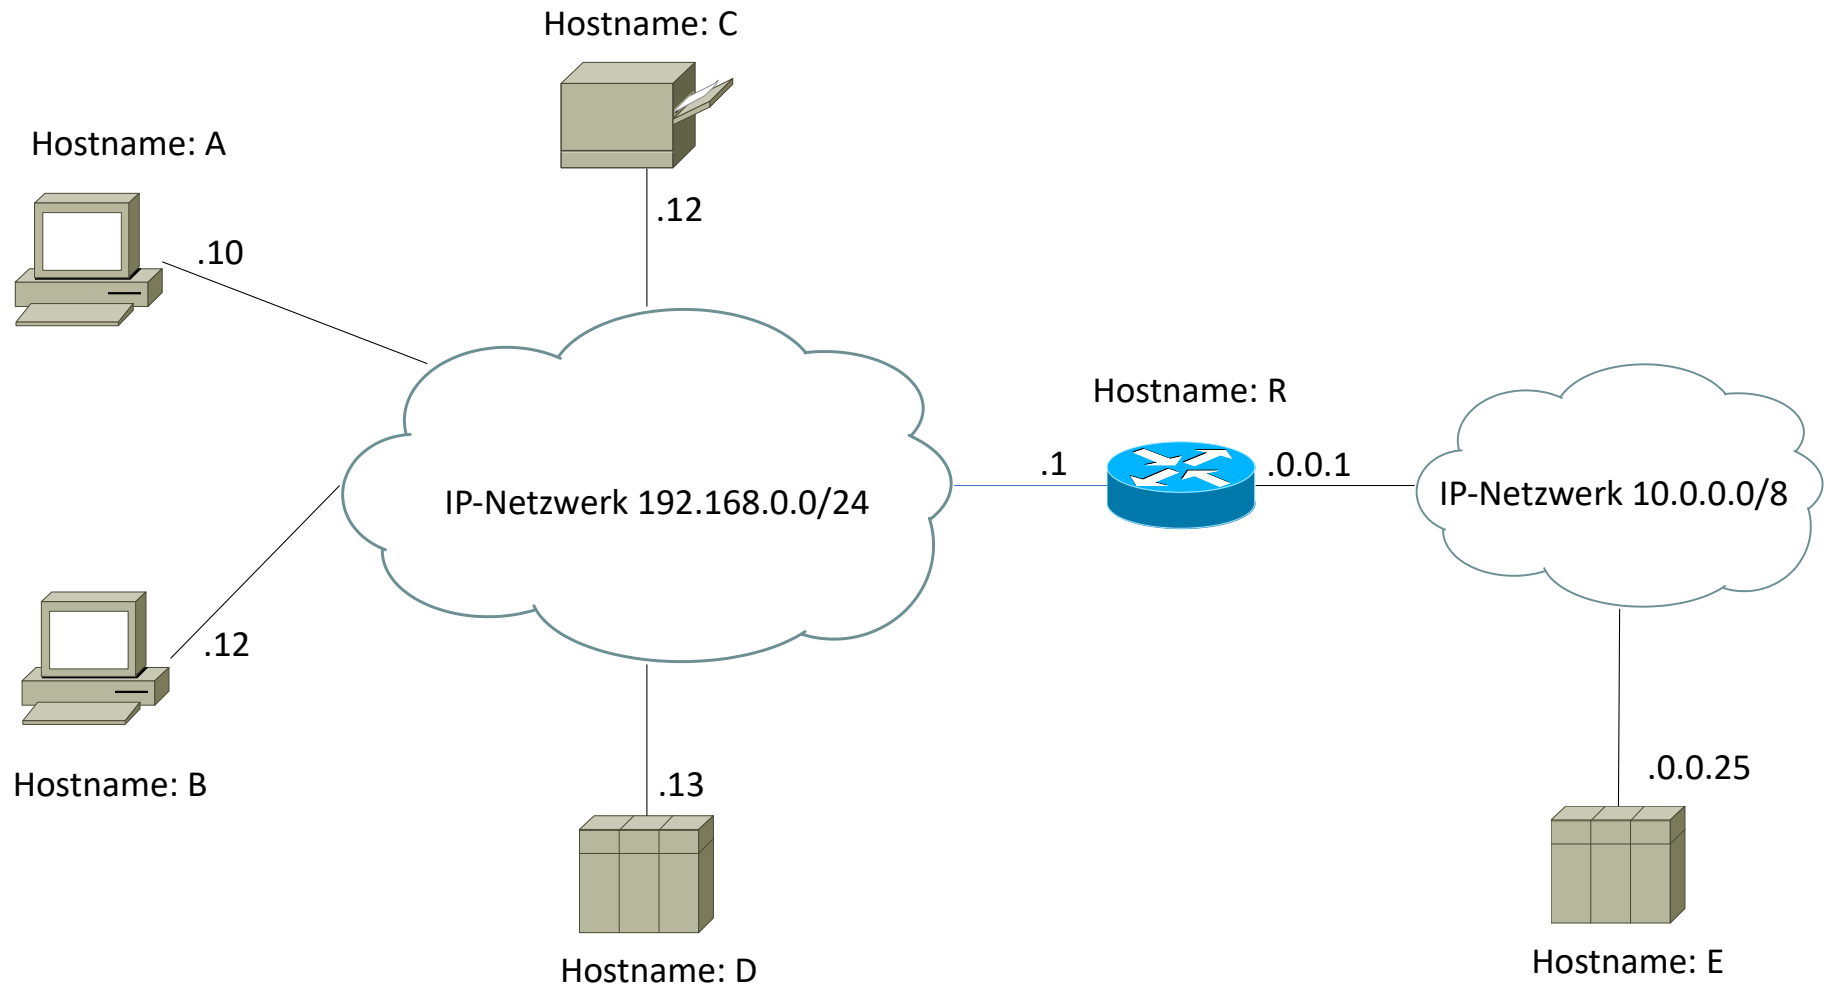 Hostname: C
Hostname: A
.12
.10
Hostname: R
.1
.0.0.1
IP-Netzwerk 192.168.0.0/24
IP-Netzwerk 10.0.0.0/8
.12
Hostname: B
.13
.0.0.25
Hostname: D
Hostname: E